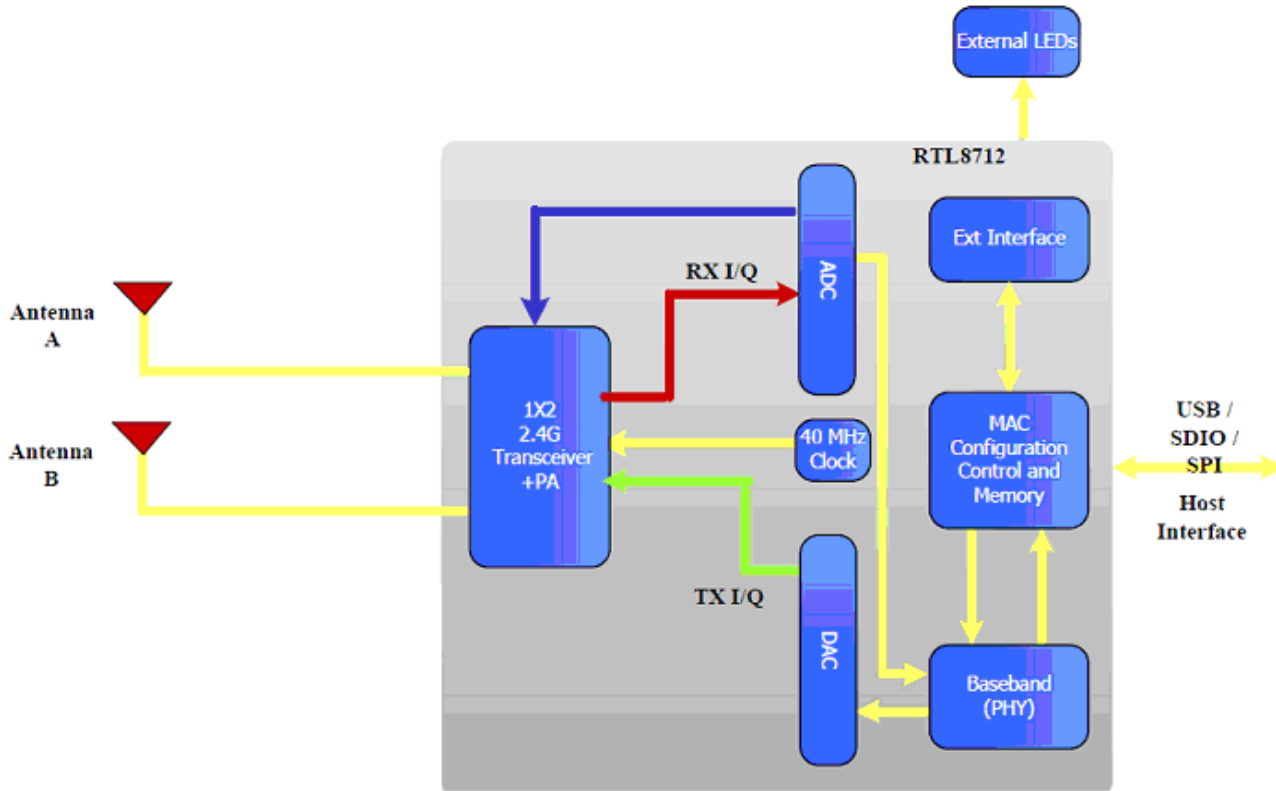 External LEDs
RTL8712
Ext Interface
ADC
RX I/Q
Antenna
A
1X2
2.4G
Transceiver
+PA
40 MHz
Clock
MAC
Configuration
Control and
Memory
USB /
SDIO /
SPI
Host
Interface
Antenna
B
TX I/Q
DAC
Baseband
(PHY)